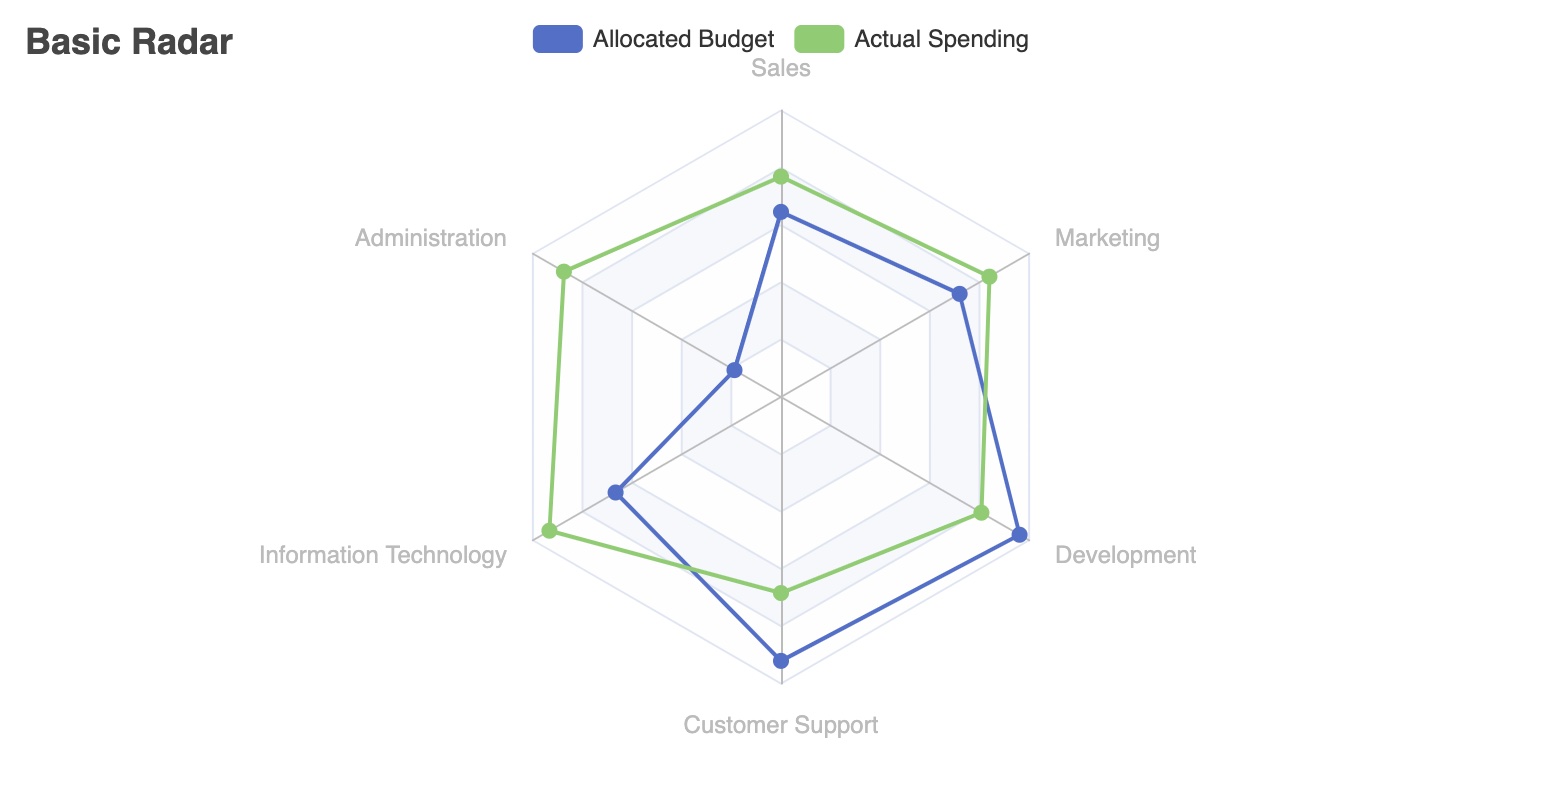 Basic Radar
Allocated Budget
Actual Spending
Sales
Administration
Marketing
Information Technology
Development
Customer Support